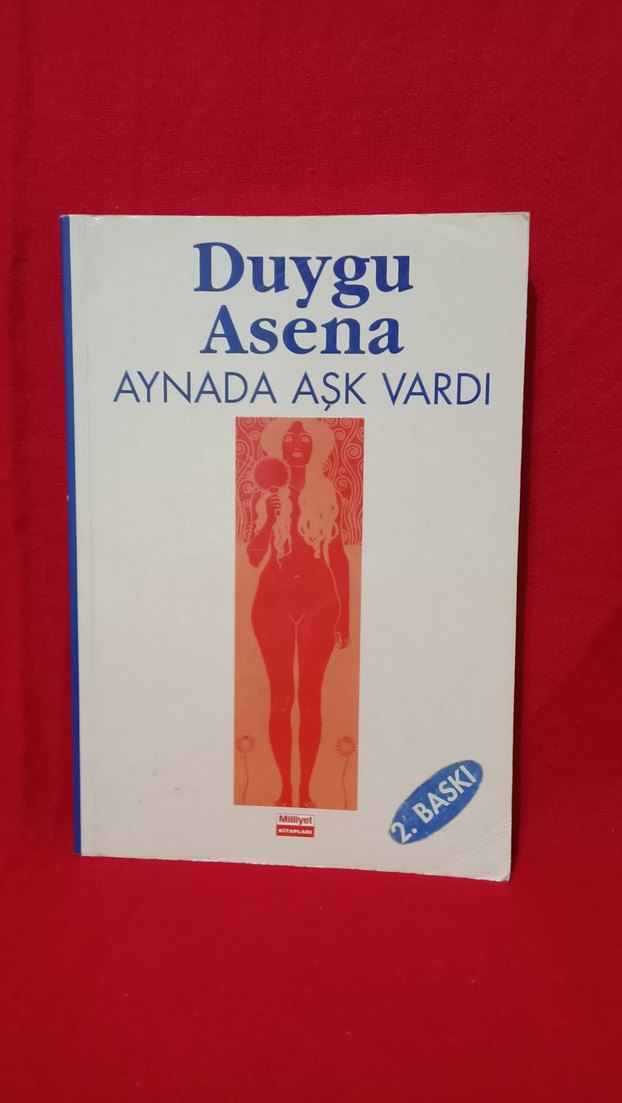 Duygu
Asena
AYNADA AŞK VARDI
Milliyet
KİTAPLARI
2. BASKI